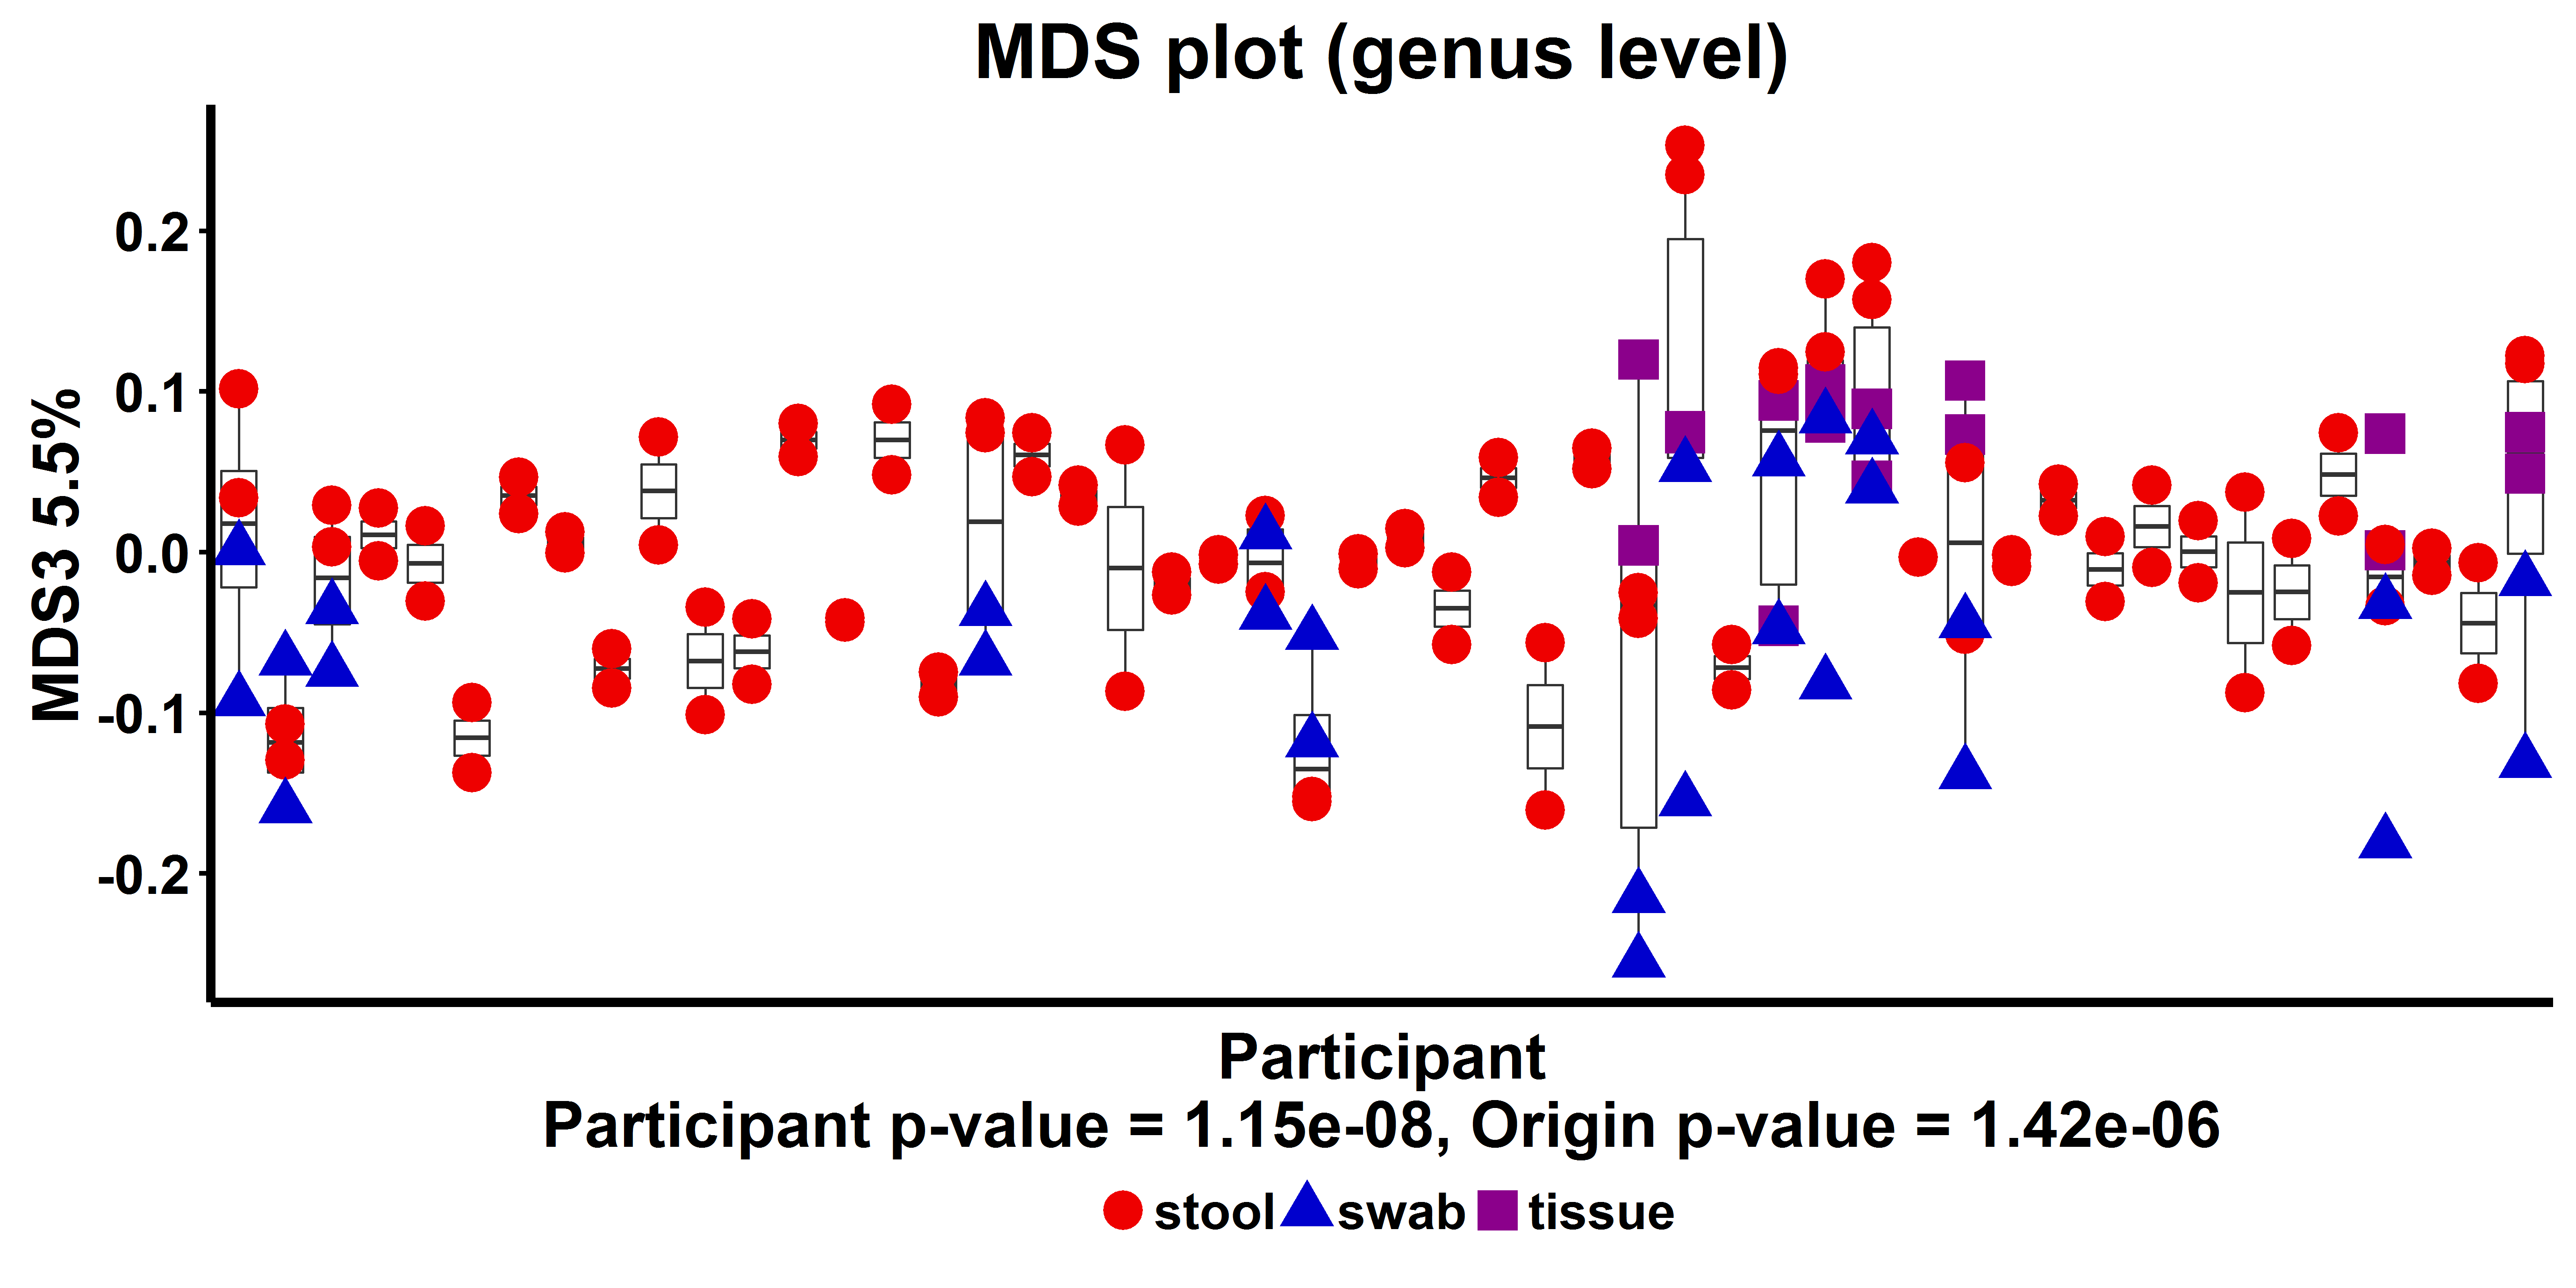 MDS plot (genus level)
MDS3 5.5%
0.2
0.1
0.0
-0.1
-0.2
Participant
Participant p-value = 1.15e-08, Origin p-value = 1.42e-06
stool swab tissue